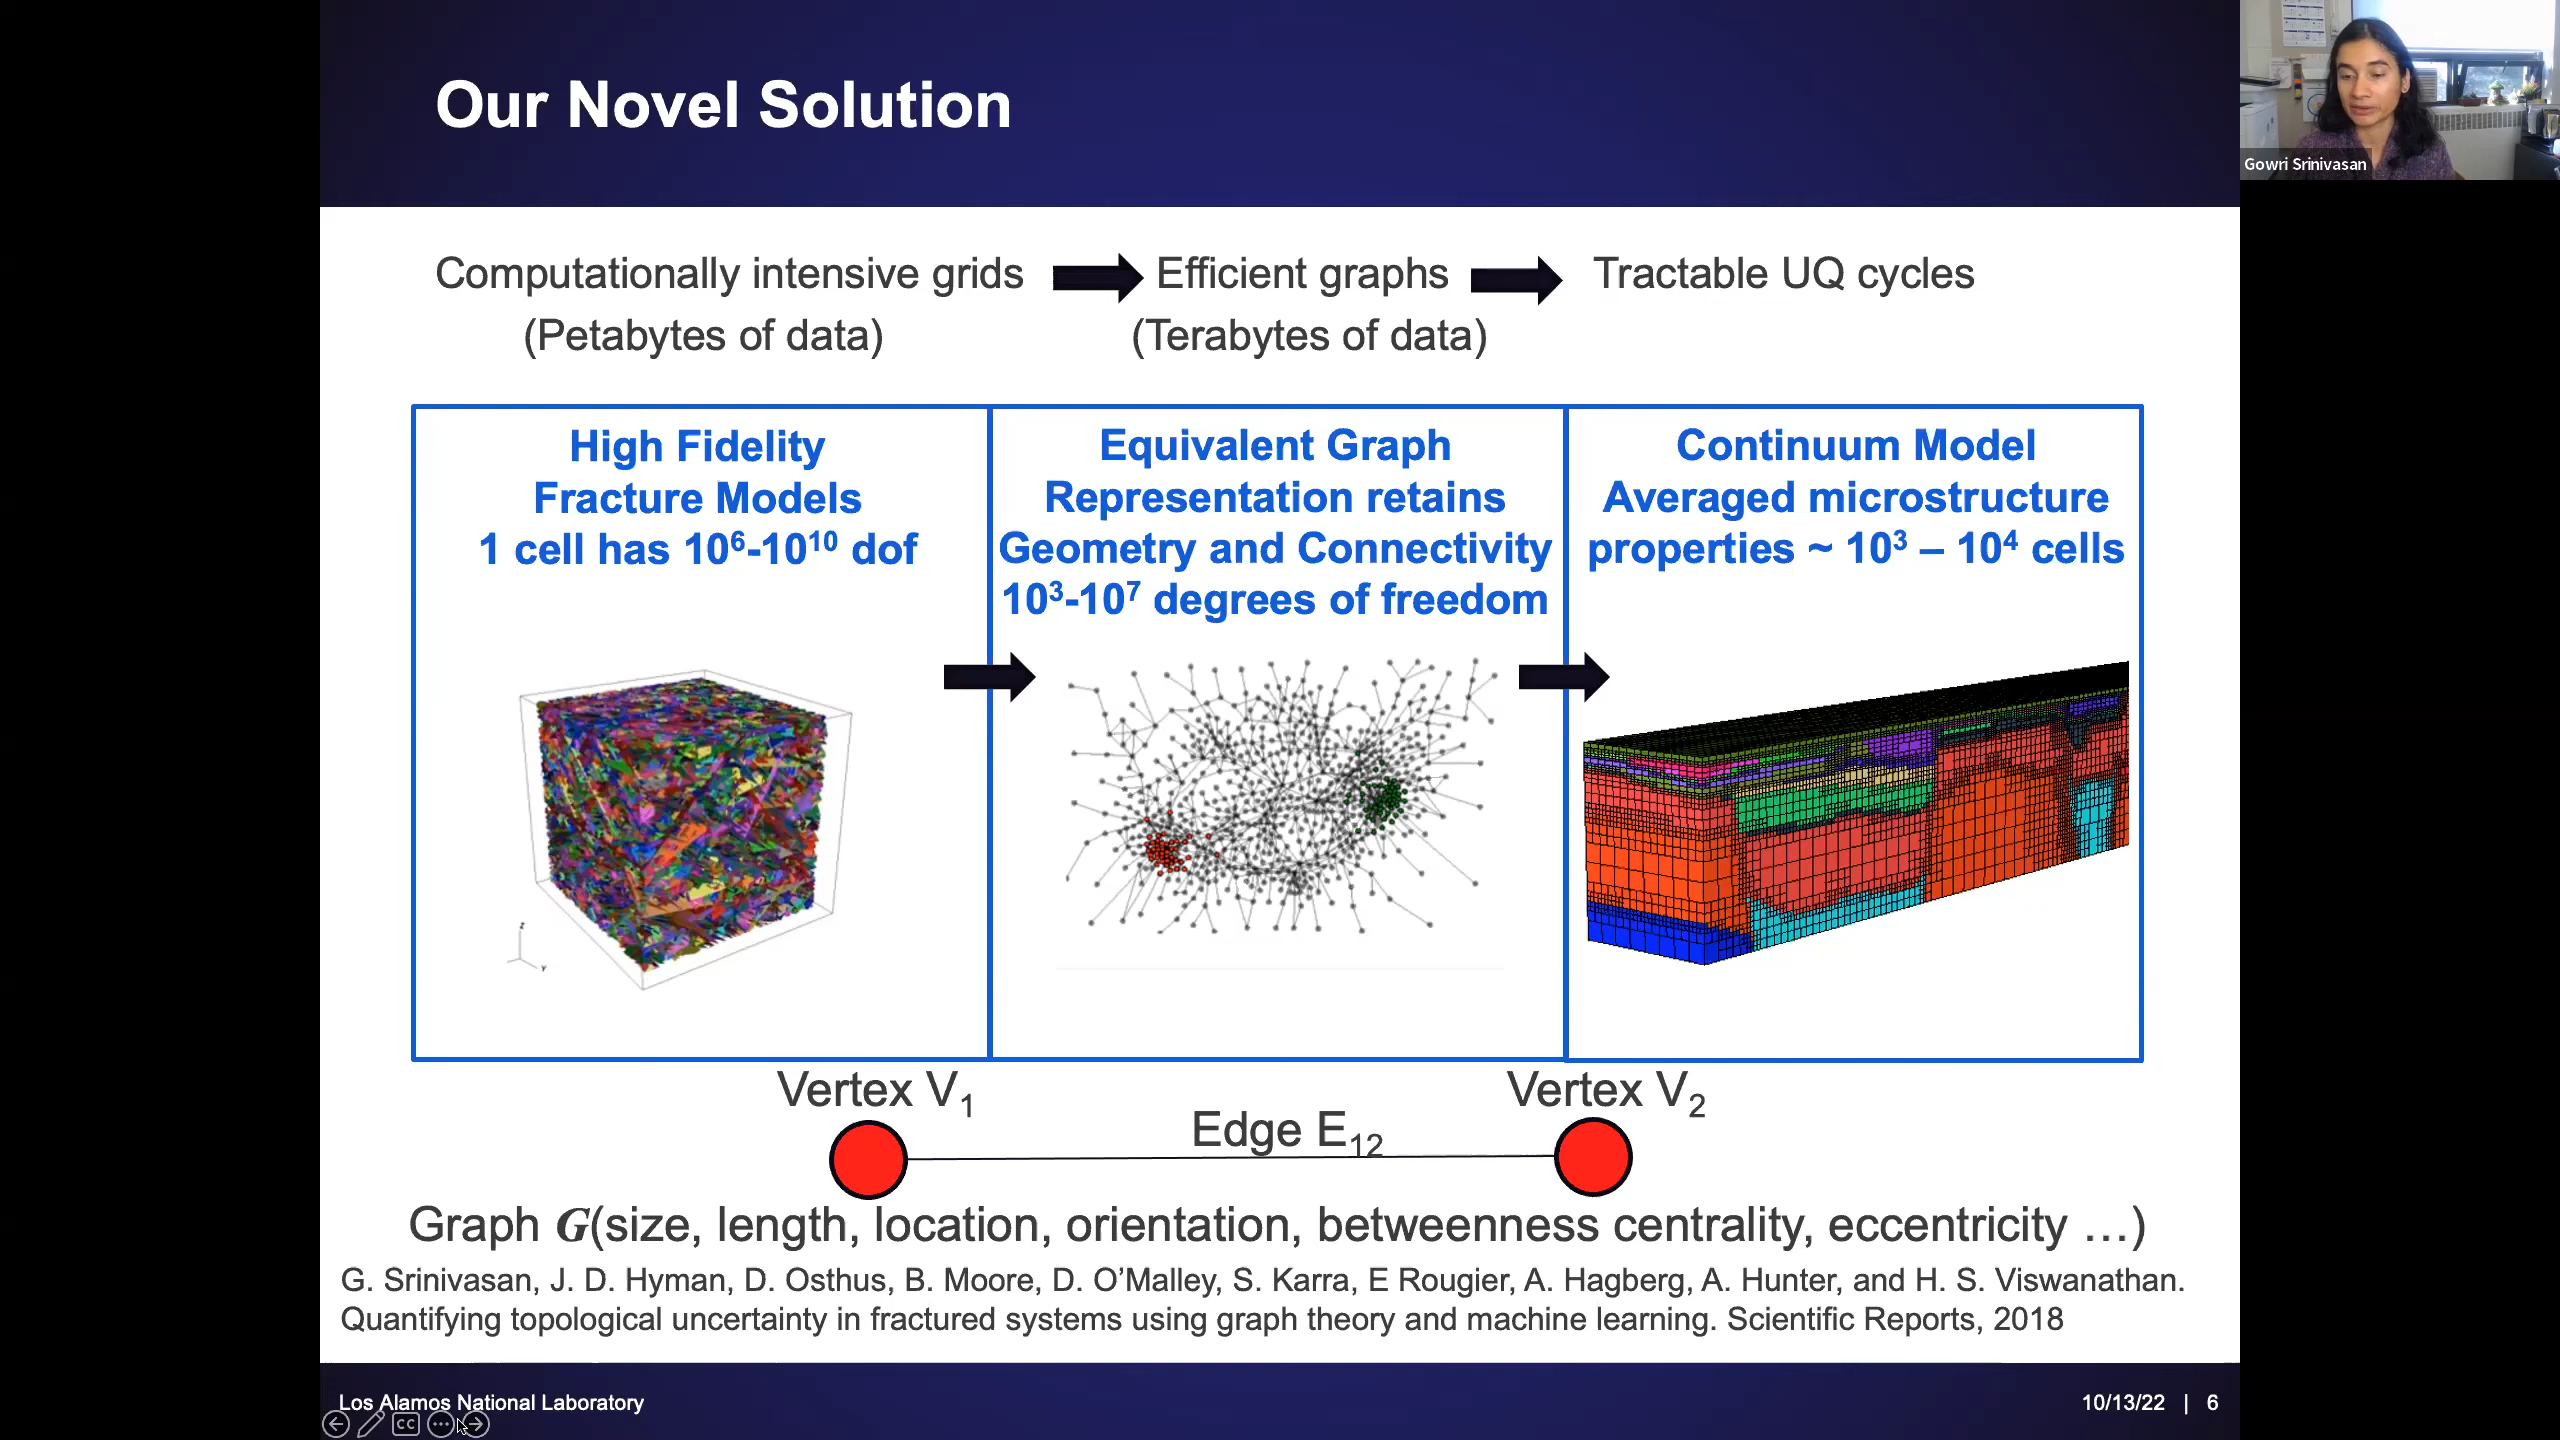 Our Novel Solution
Gowri Srinivasan
Computationally intensive grids
(Petabytes of data)
Efficient graphs
(Terabytes of data)
Tractable UQ cycles
High Fidelity
Fracture Models
1 cell has 10⁶-10¹⁰ dof
Equivalent Graph
Representation retains
Geometry and Connectivity
10³-10⁷ degrees of freedom
Continuum Model
Averaged microstructure
properties ~ 10³ – 10⁴ cells
Z
Y
Vertex V₁
Edge E₁₂
Vertex V₂
Graph G(size, length, location, orientation, betweenness centrality, eccentricity …)
G. Srinivasan, J. D. Hyman, D. Osthus, B. Moore, D. O’Malley, S. Karra, E Rougier, A. Hagberg, A. Hunter, and H. S. Viswanathan.
Quantifying topological uncertainty in fractured systems using graph theory and machine learning. Scientific Reports, 2018
Los Alamos National Laboratory
10/13/22 | 6
CC